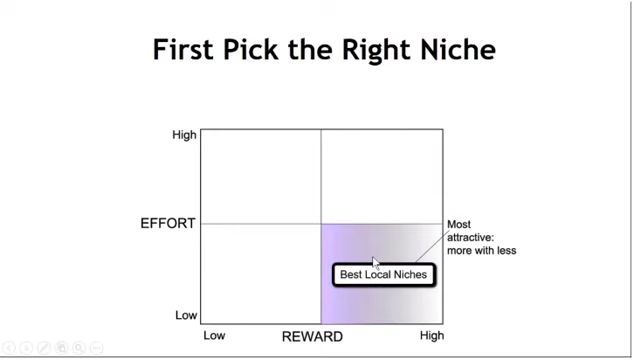 First Pick the Right Niche
High
EFFORT
Most
attractive:
more with less
Best Local Niches
Low
Low
REWARD
High